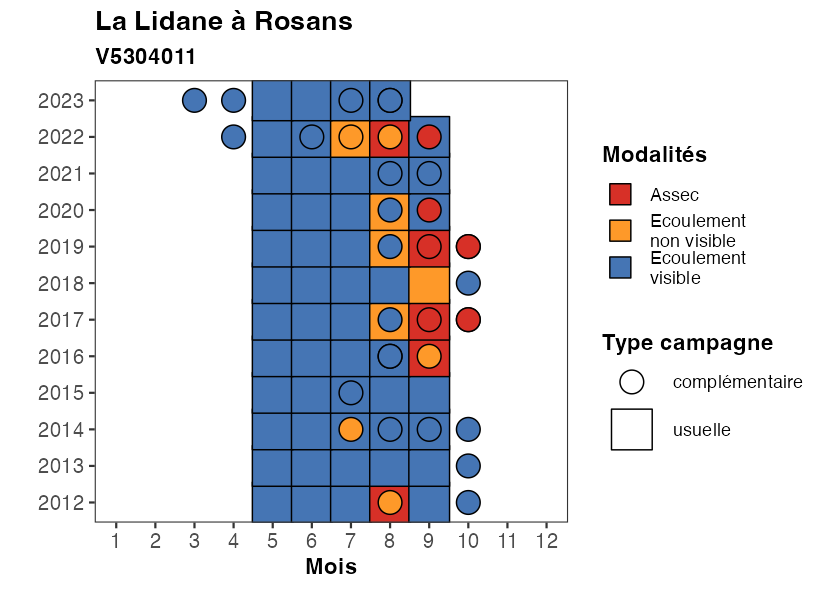 La Lidane à Rosans
V5304011
2023
2022
2021
2020
2019
2018
2017
2016
2015
2014
2013
2012
1 2 3 4 5 6 7 8 9 10 11 12
Mois
Modalités
Assec
Ecoulement
non visible
Ecoulement
visible
Type campagne
complémentaire
usuelle